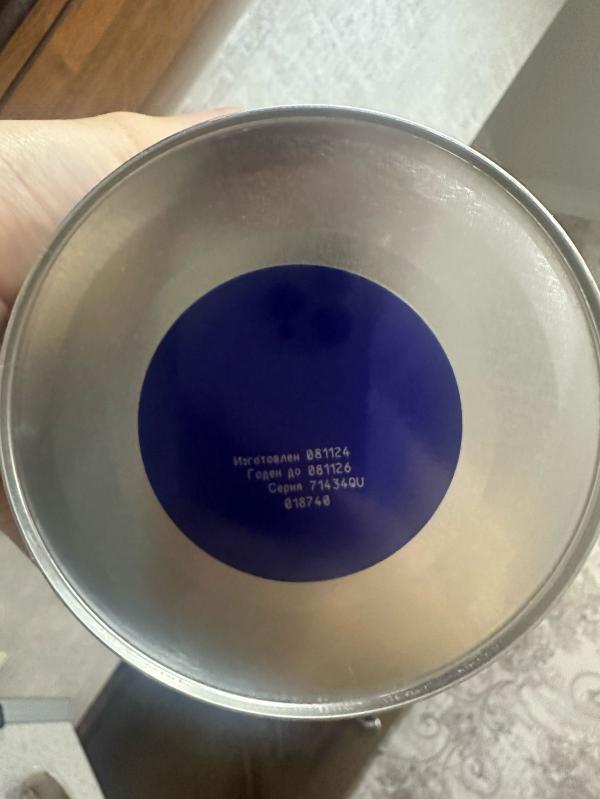 Изготовлен 081124
Годен до 081126
Серия 71434QU
018740